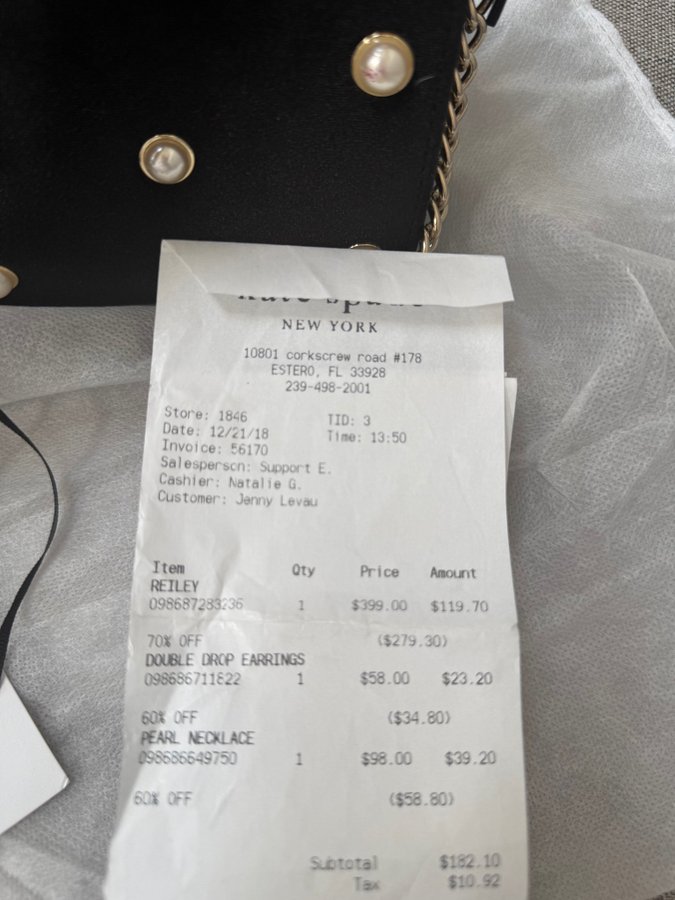 kate spade
NEW YORK
10801 corkscrew road #178
ESTERO, FL 33928
239-498-2001
Store: 1846 TID: 3
Date: 12/21/18 Time: 13:50
Invoice: 56170
Salesperson: Support E.
Cashier: Natalie G.
Customer: Jenny Levau
Item Qty Price Amount
REILEY
098687283236 1 $399.00 $119.70
70% OFF ($279.30)
DOUBLE DROP EARRINGS
098686711822 1 $58.00 $23.20
60% OFF ($34.80)
PEARL NECKLACE
098686649750 1 $98.00 $39.20
60% OFF ($58.80)
Subtotal $182.10
Tax $10.92